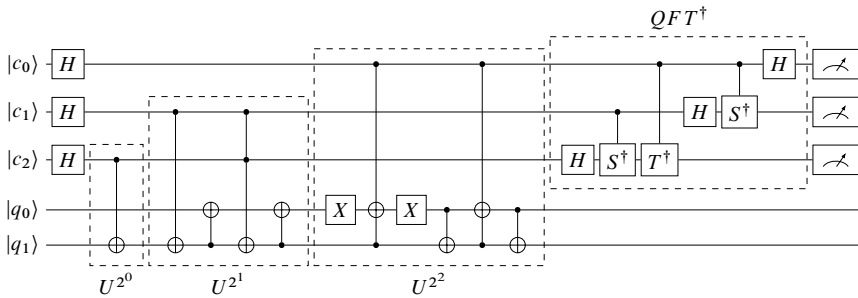 QFT†
|c₀⟩ H H
|c₁⟩ H H S†
|c₂⟩ H H S† T†
|q₀⟩ X X
|q₁⟩
U^{2^0} U^{2^1} U^{2^2}